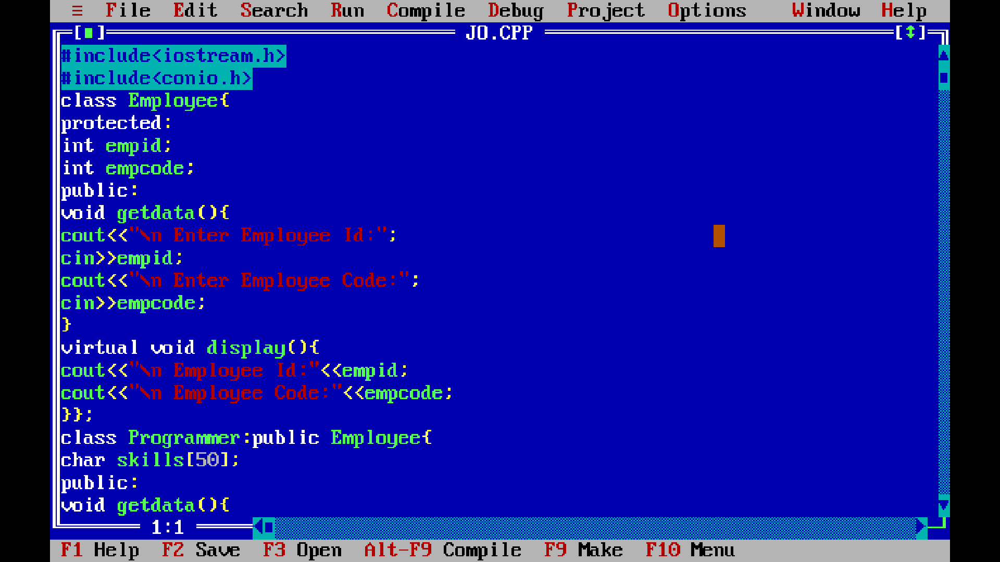 ≡ File Edit Search Run Compile Debug Project Options Window Help
[■] JO.CPP [↕]
#include<iostream.h>
#include<conio.h>
class Employee{
protected:
int empid;
int empcode;
public:
void getdata(){
cout<<"\n Enter Employee Id:";
cin>>empid;
cout<<"\n Enter Employee Code:";
cin>>empcode;
}
virtual void display(){
cout<<"\n Employee Id:"<<empid;
cout<<"\n Employee Code:"<<empcode;
}};
class Programmer:public Employee{
char skills[50];
public:
void getdata(){
1:1
F1 Help F2 Save F3 Open Alt-F9 Compile F9 Make F10 Menu